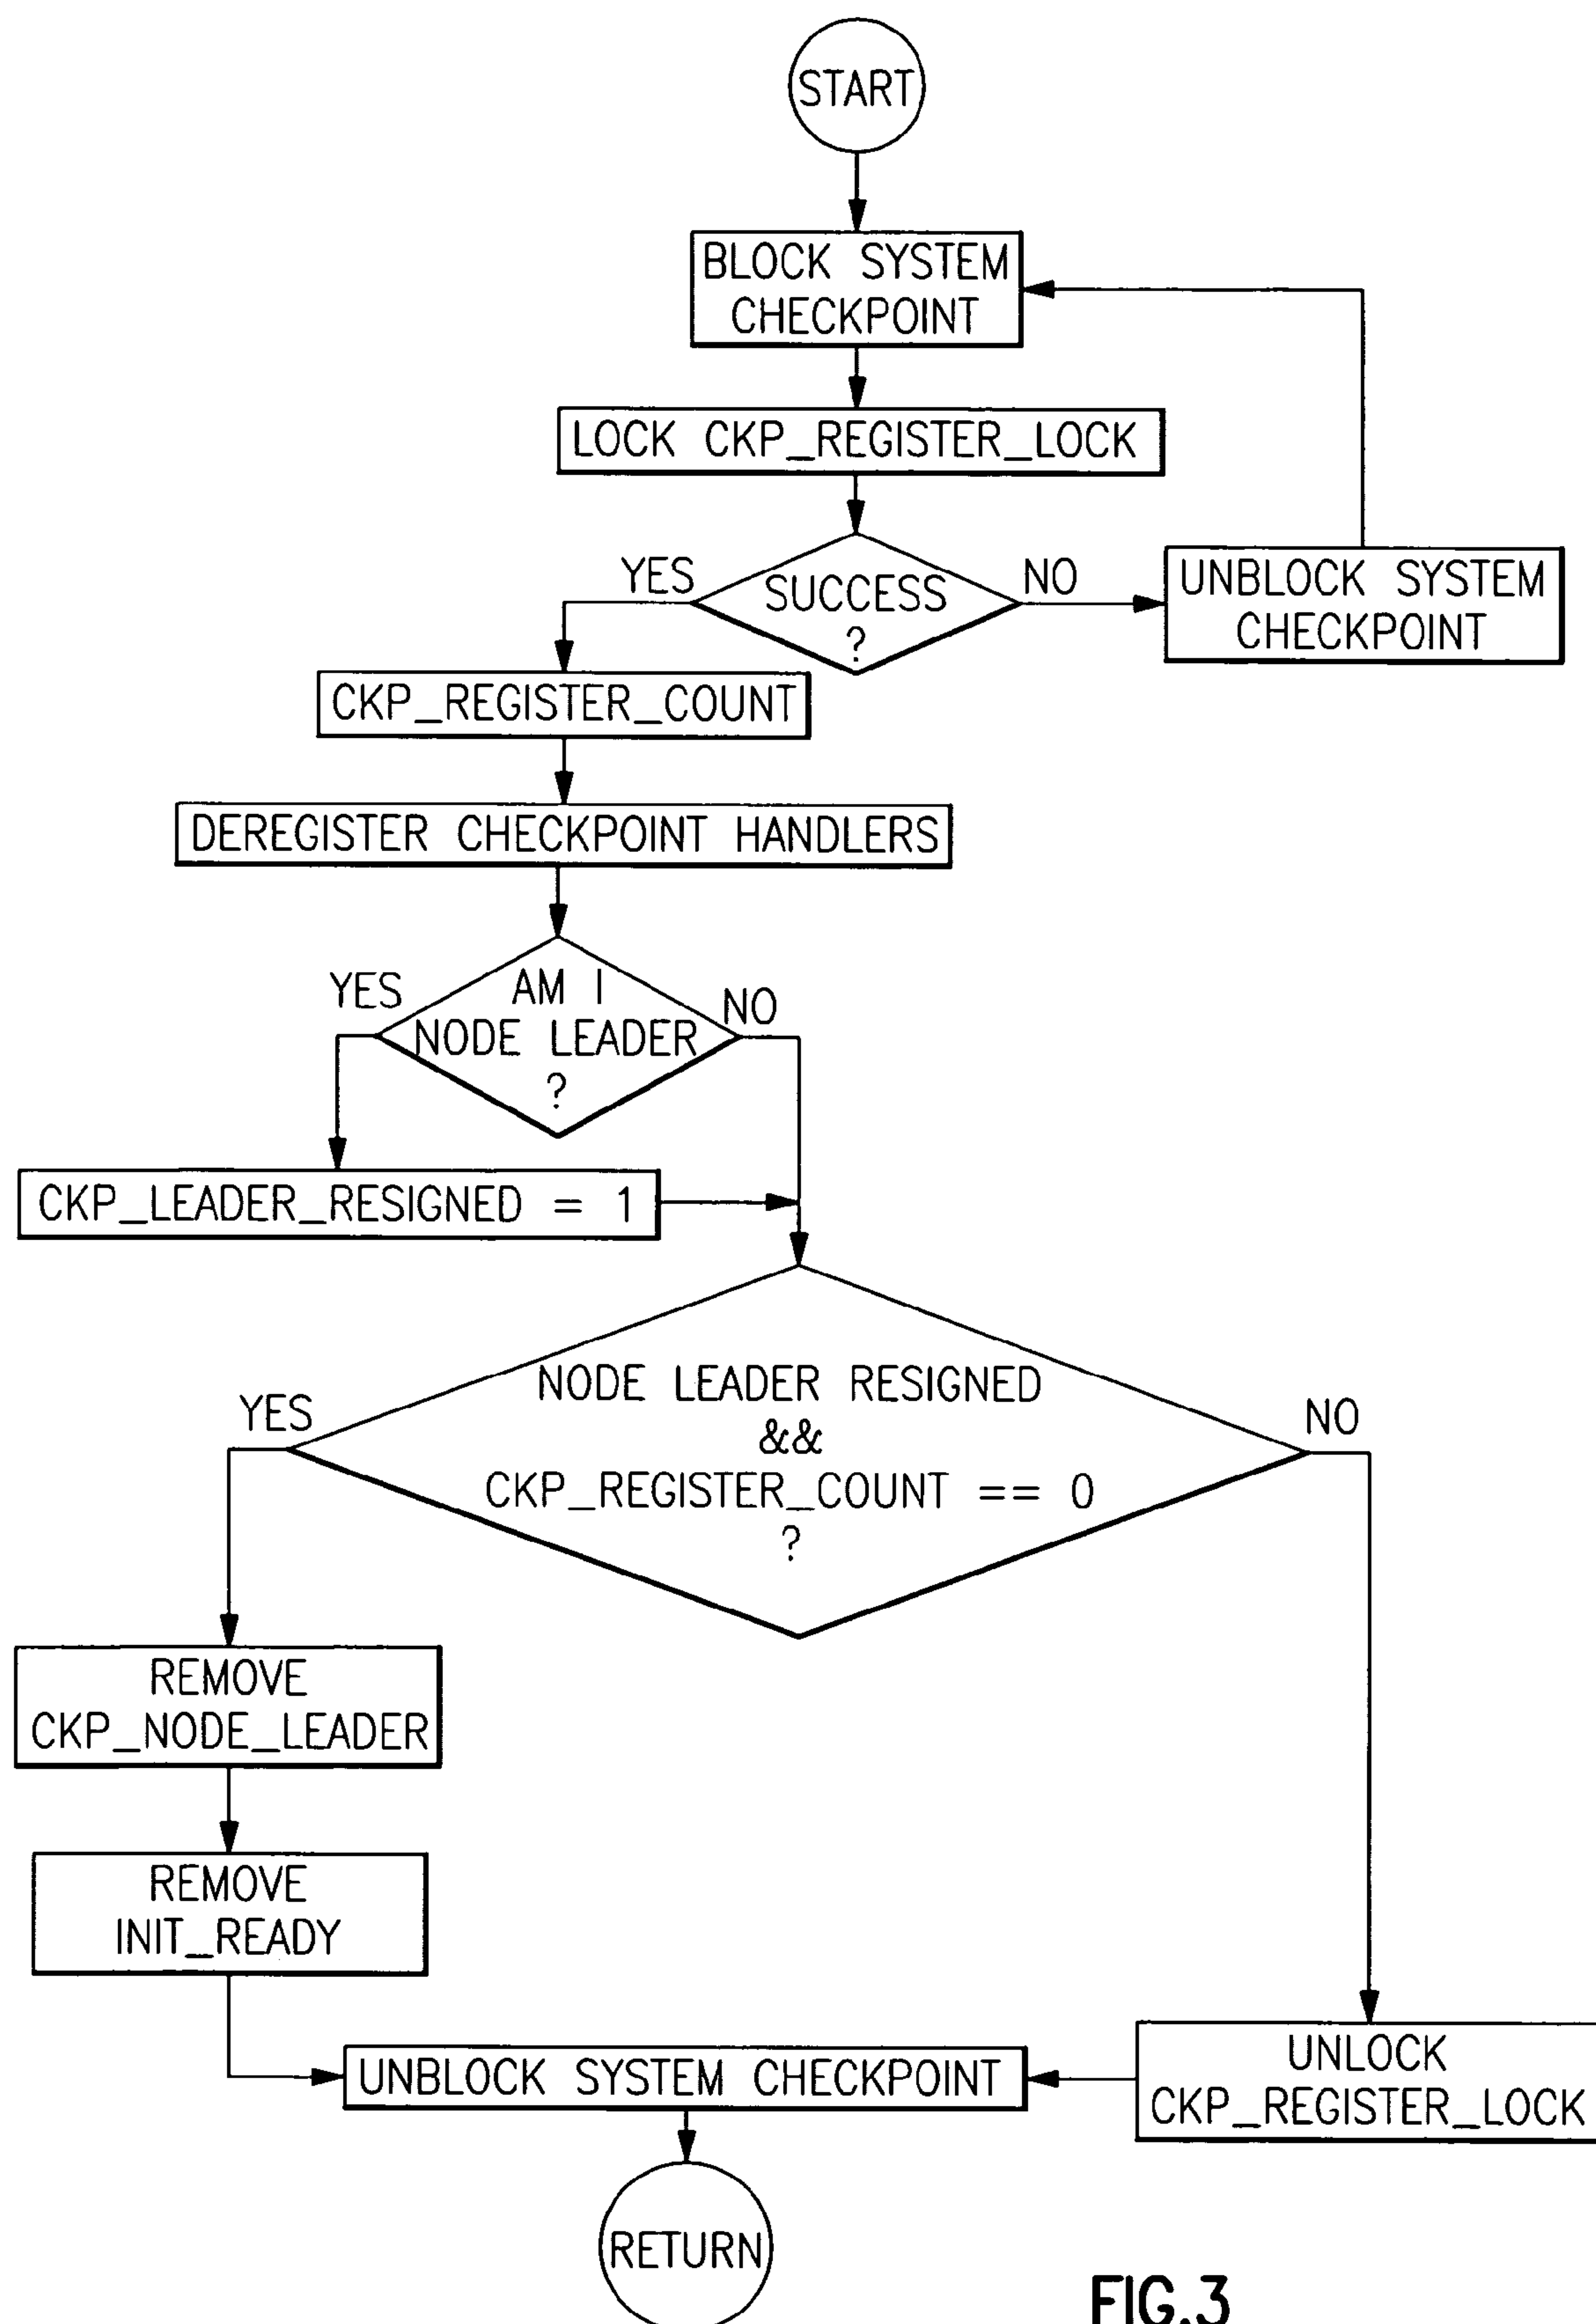 START
BLOCK SYSTEM
CHECKPOINT
LOCK CKP_REGISTER_LOCK
YES
SUCCESS
?
NO
UNBLOCK SYSTEM
CHECKPOINT
CKP_REGISTER_COUNT
DEREGISTER CHECKPOINT HANDLERS
YES
AM I
NODE LEADER
?
NO
CKP_LEADER_RESIGNED = 1
YES
NODE LEADER RESIGNED
&&
CKP_REGISTER_COUNT == 0
?
NO
REMOVE
CKP_NODE_LEADER
REMOVE
INIT_READY
UNBLOCK SYSTEM CHECKPOINT
UNLOCK
CKP_REGISTER_LOCK
RETURN
FIG.3